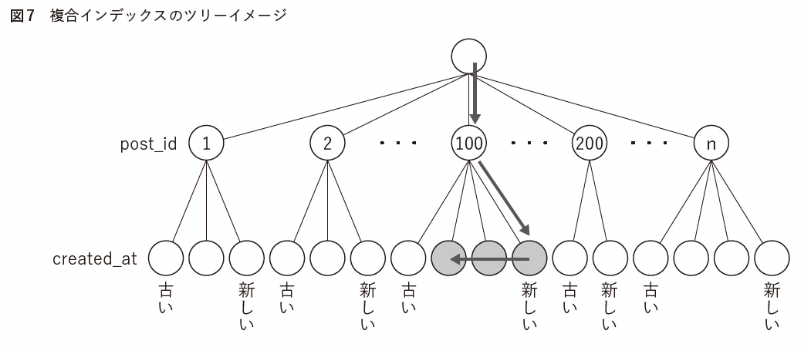 図7 複合インデックスのツリーイメージ
post_id 1 2 ・・・ 100 ・・・ 200 ・・・ n
created_at
古い 新しい 古い 新しい 古い 新しい 古い 新しい 古い 新しい